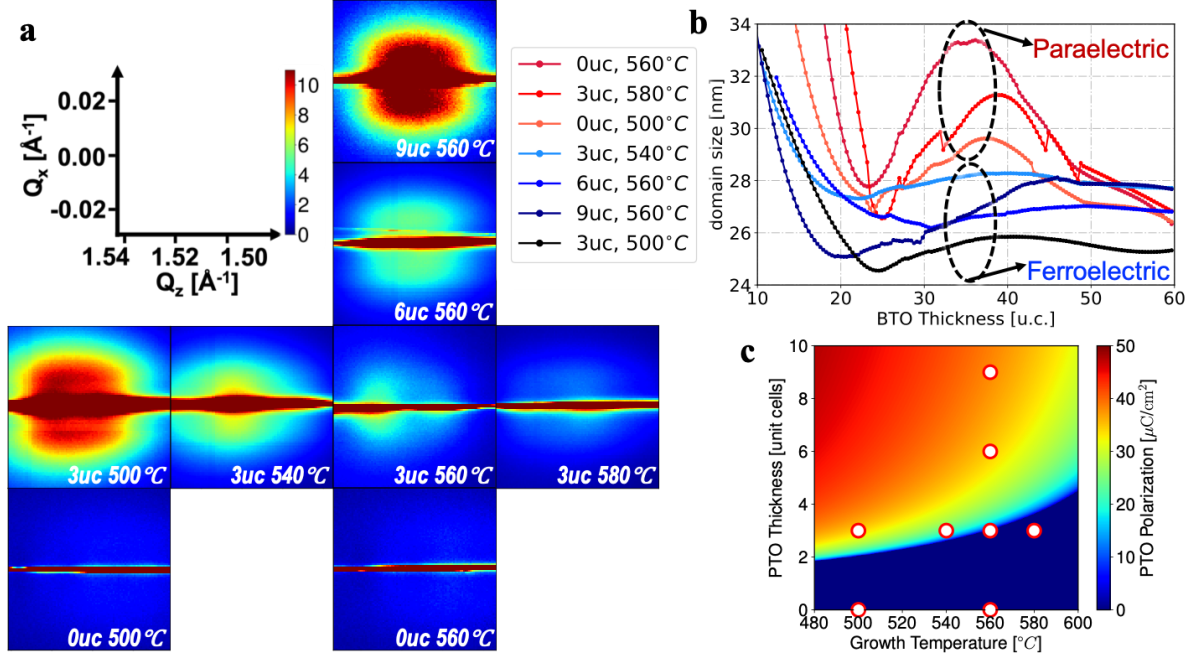 a
0.02
0.00
-0.02
Qx [Å-1]
1.54 1.52 1.50
Qz [Å-1]
10
8
6
4
2
0
9uc 560℃
6uc 560℃
3uc 500℃
3uc 540℃
3uc 560℃
3uc 580℃
0uc 500℃
0uc 560℃
0uc, 560°C
3uc, 580°C
0uc, 500°C
3uc, 540°C
6uc, 560°C
9uc, 560°C
3uc, 500°C
b
34
32
30
28
26
24
domain size [nm]
Paraelectric
Ferroelectric
10 20 30 40 50 60
BTO Thickness [u.c.]
c
10
8
6
4
2
0
PTO Thickness [unit cells]
480 500 520 540 560 580 600
Growth Temperature [°C]
50
40
30
20
10
0
PTO Polarization [μC/cm2]